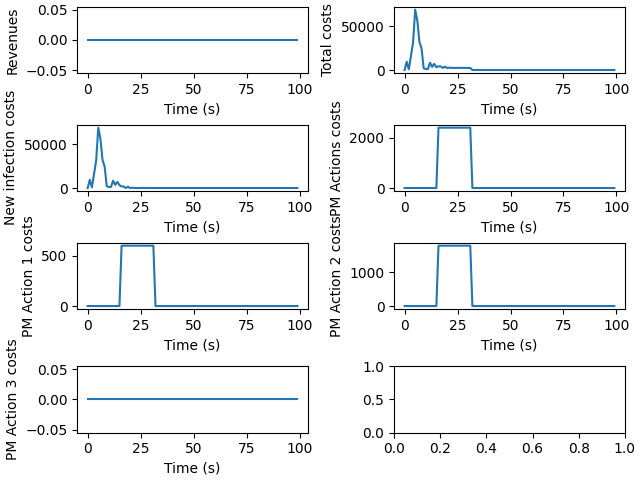 Revenues
0.05
0.00
−0.05
0 25 50 75 100
Time (s)
Total costs
50000
0
0 25 50 75 100
Time (s)
New infection costs
50000
0
0 25 50 75 100
Time (s)
PM Actions costs
2000
0
0 25 50 75 100
Time (s)
PM Action 1 costs
500
0
0 25 50 75 100
Time (s)
PM Action 2 costs
1000
0
0 25 50 75 100
Time (s)
PM Action 3 costs
0.05
0.00
−0.05
0 25 50 75 100
Time (s)
1.0
0.5
0.0
0.0 0.2 0.4 0.6 0.8 1.0